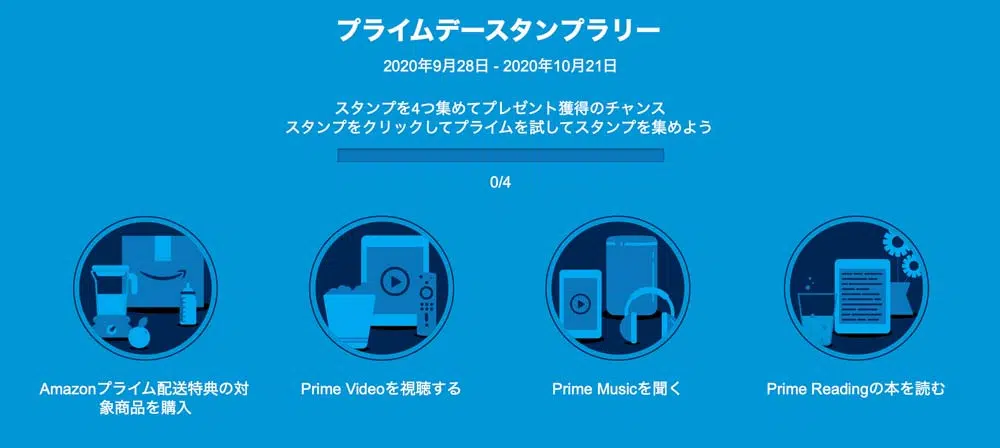 プライムデースタンプラリー
2020年9月28日 - 2020年10月21日
スタンプを4つ集めてプレゼント獲得のチャンス
スタンプをクリックしてプライムを試してスタンプを集めよう
0/4
Amazonプライム配送特典の対
象商品を購入
Prime Videoを視聴する
Prime Musicを聞く
Prime Readingの本を読む